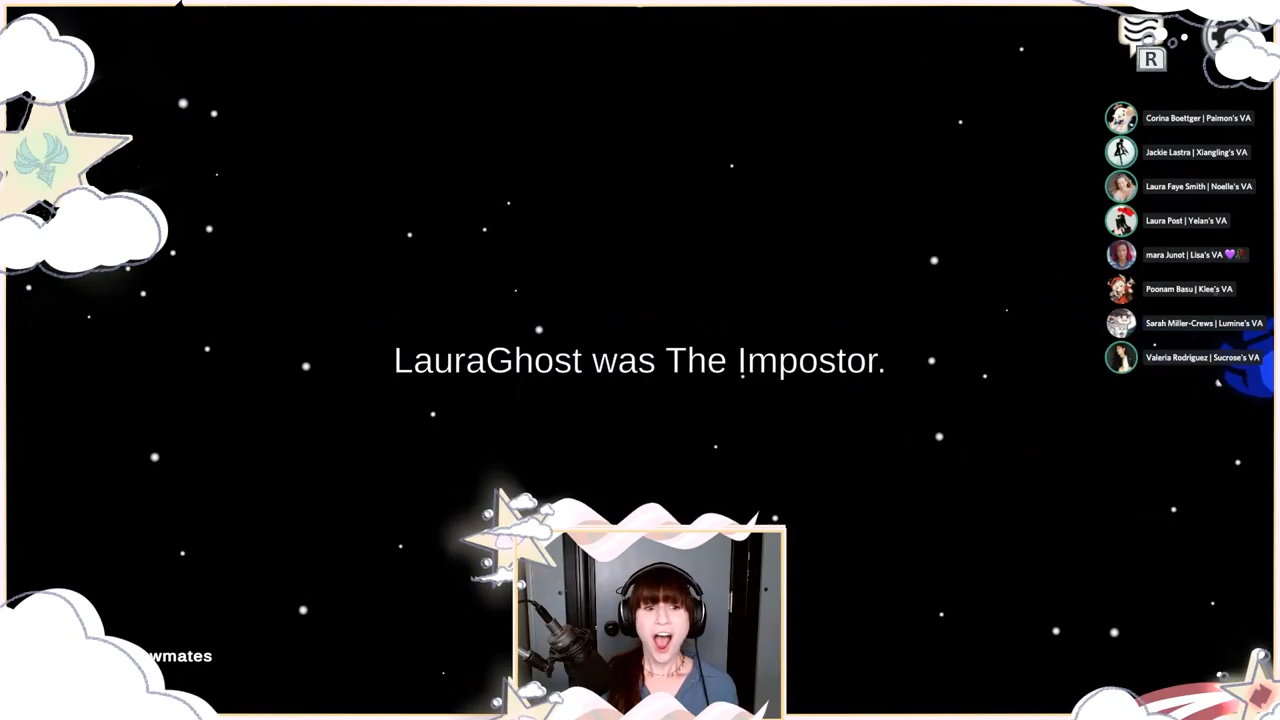 R
Corina Boettger | Paimon's VA
Jackie Lastra | Xiangling's VA
Laura Faye Smith | Noelle's VA
Laura Post | Yelan's VA
mara Junot | Lisa's VA 💜
Poonam Basu | Klee's VA
Sarah Miller-Crews | Lumine's VA
Valeria Rodriguez | Sucrose's VA
LauraGhost was The Impostor.
wmates